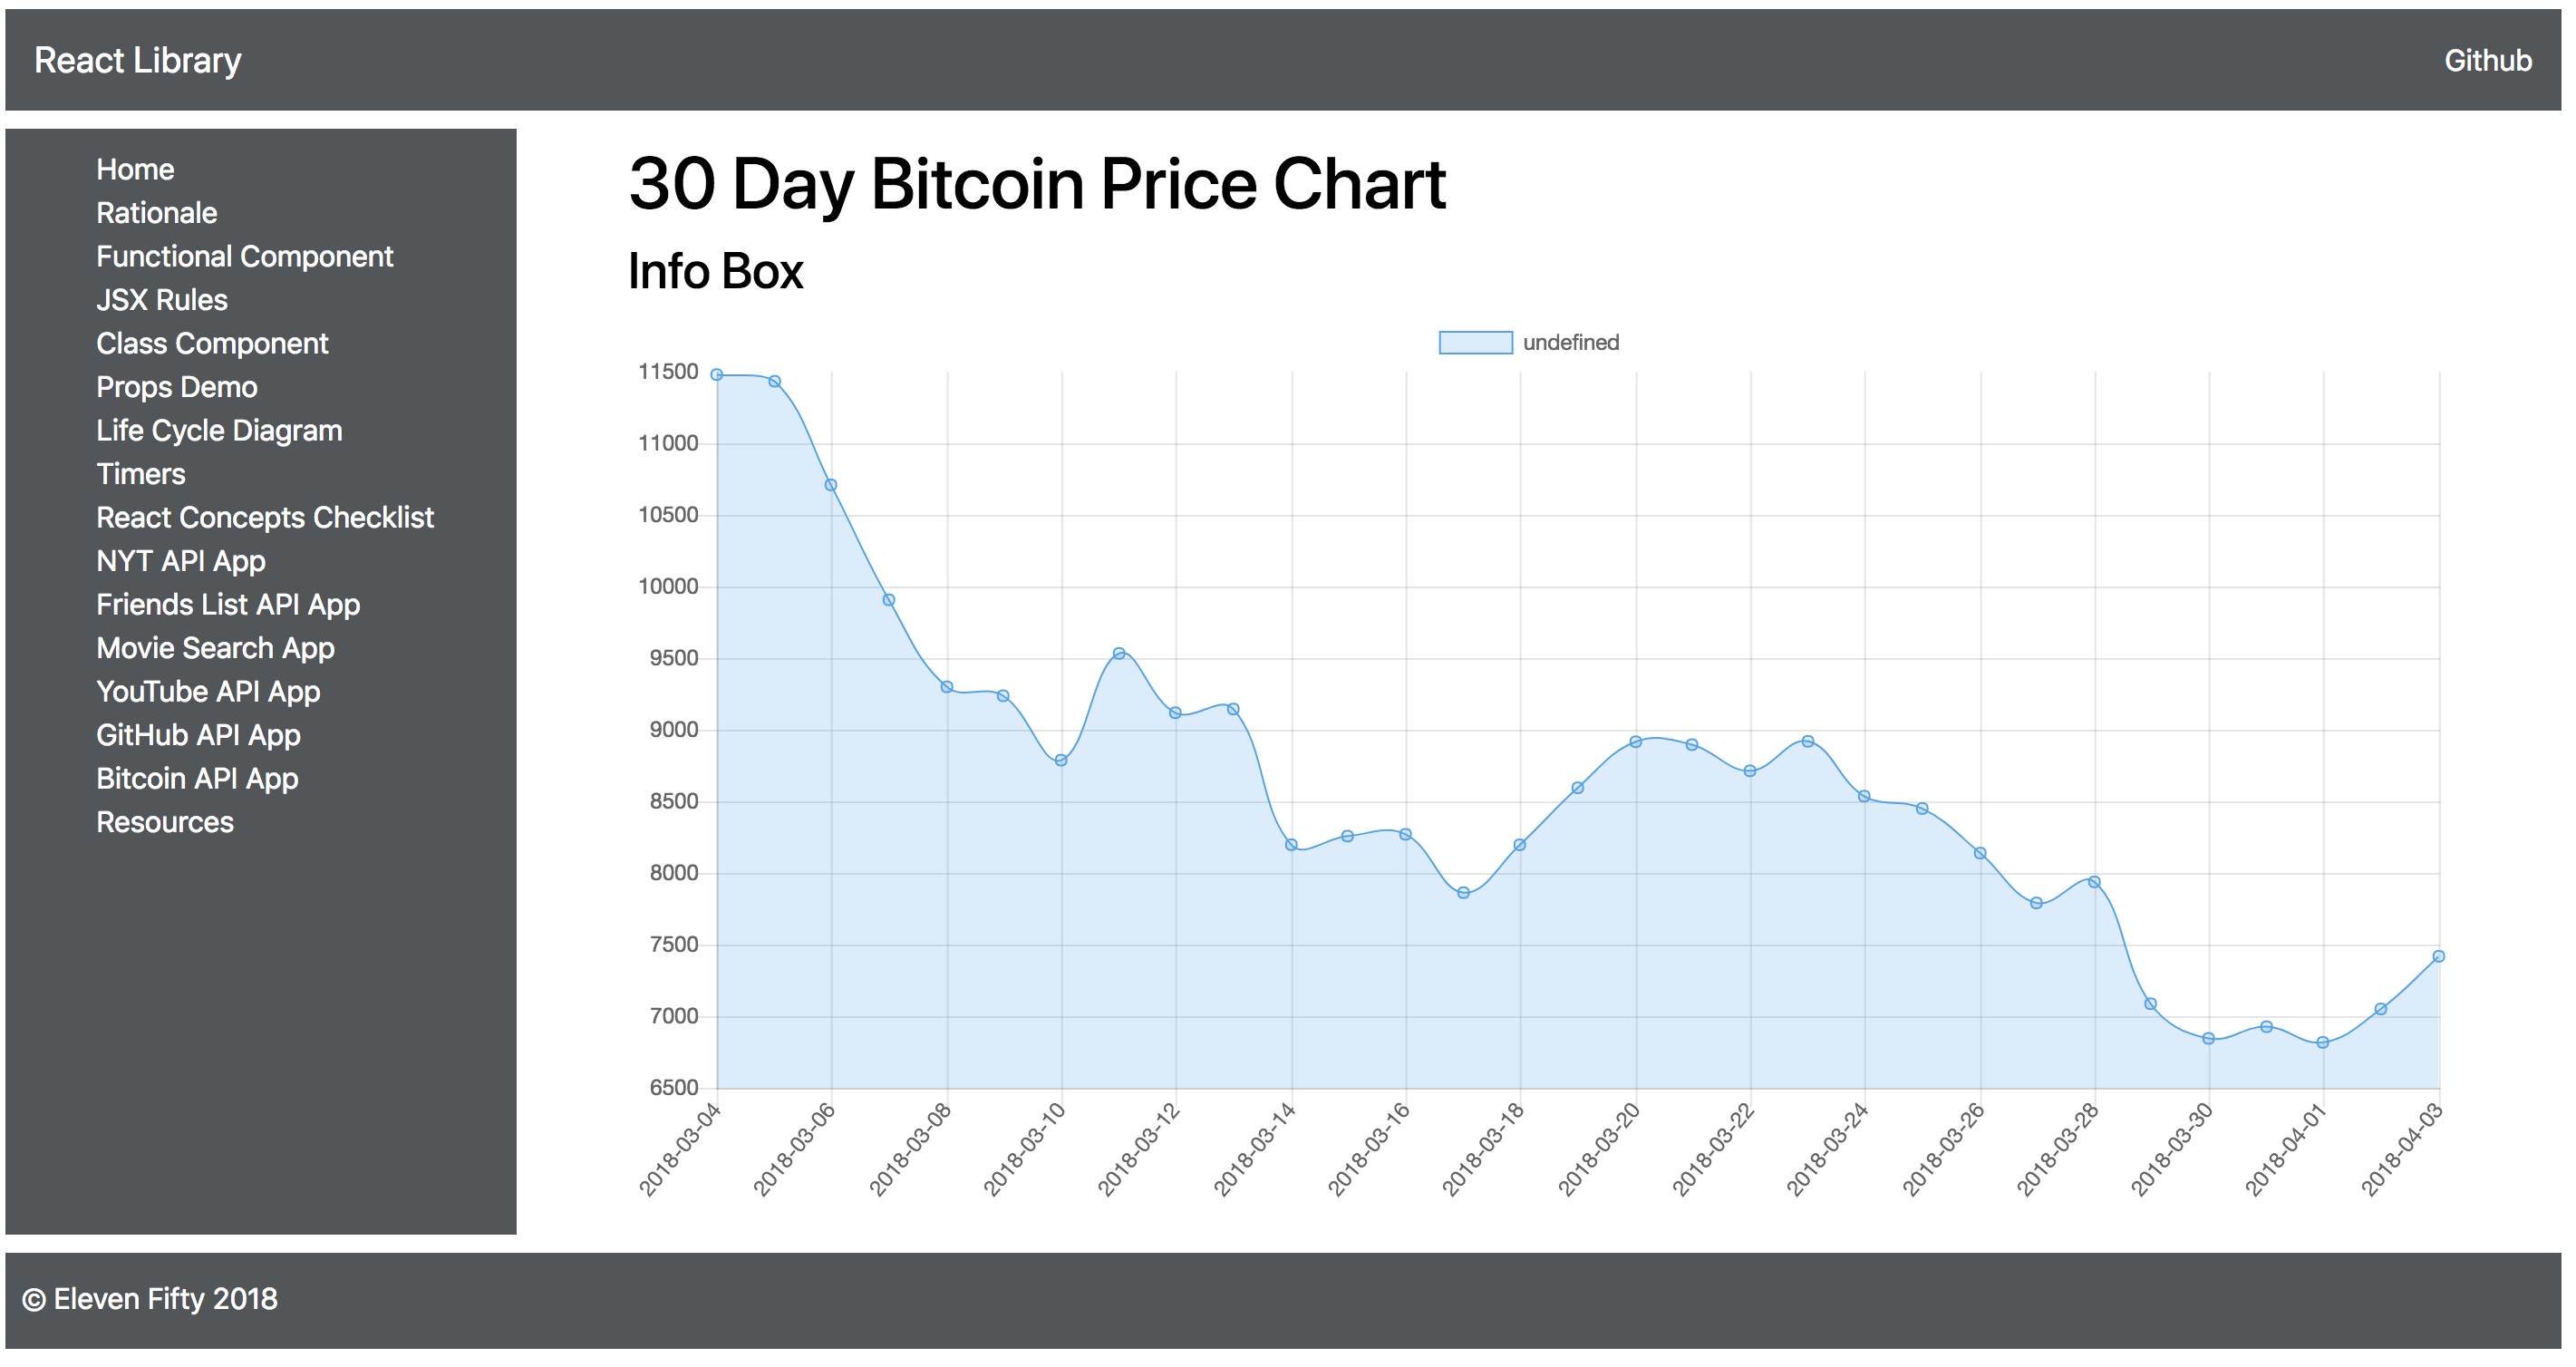 React Library
Github
Home
Rationale
Functional Component
JSX Rules
Class Component
Props Demo
Life Cycle Diagram
Timers
React Concepts Checklist
NYT API App
Friends List API App
Movie Search App
YouTube API App
GitHub API App
Bitcoin API App
Resources
30 Day Bitcoin Price Chart
Info Box
undefined
11500
11000
10500
10000
9500
9000
8500
8000
7500
7000
6500
2018-03-04
2018-03-06
2018-03-08
2018-03-10
2018-03-12
2018-03-14
2018-03-16
2018-03-18
2018-03-20
2018-03-22
2018-03-24
2018-03-26
2018-03-28
2018-03-30
2018-04-01
2018-04-03
© Eleven Fifty 2018